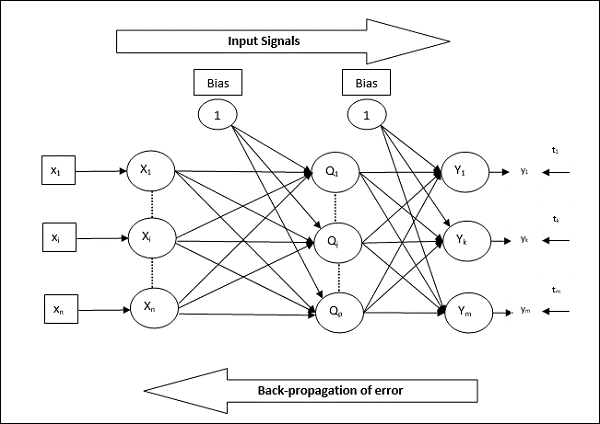 Input Signals
Bias Bias
1 1
x₁ X₁ Q₁ Y₁ y₁ t₁
xᵢ Xᵢ Qⱼ Yₖ yₖ tₖ
xₙ Xₙ Qₚ Yₘ yₘ tₘ
Back-propagation of error